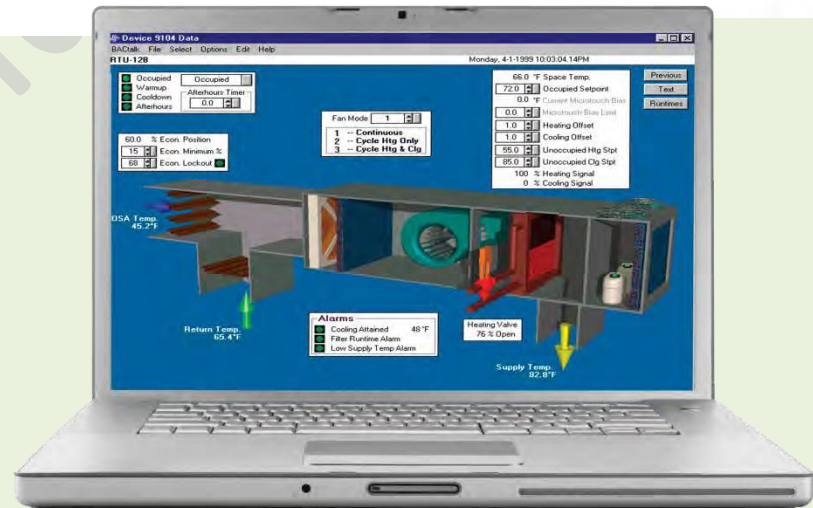 Device 9104 Data
BACtalk File Select Options Edit Help
RTU-12B
Monday, 4-1-1999 10:03:04.14PM
Occupied
Warmup
Cooldown
Afterhours
Occupied
Afterhours Timer
0.0
Fan Mode 1
1 -- Continuous
2 -- Cycle Htg Only
3 -- Cycle Htg & Clg
66.0 °F Space Temp.
72.0 Occupied Setpoint
0.0 °F Current Microtouch Bias
0.0 Microtouch Bias Limit
1.0 Heating Offset
1.0 Cooling Offset
55.0 Unoccupied Htg Stpt
85.0 Unoccupied Clg Stpt
100 % Heating Signal
0 % Cooling Signal
Previous
Text
Runtimes
60.0 % Econ. Position
15 Econ. Minimum %
68 Econ. Lockout
OSA Temp.
45.2°F
Return Temp.
65.4°F
Alarms
Cooling Attained 48 °F
Filter Runtime Alarm
Low Supply Temp Alarm
Heating Valve
76 % Open
Supply Temp.
82.8°F